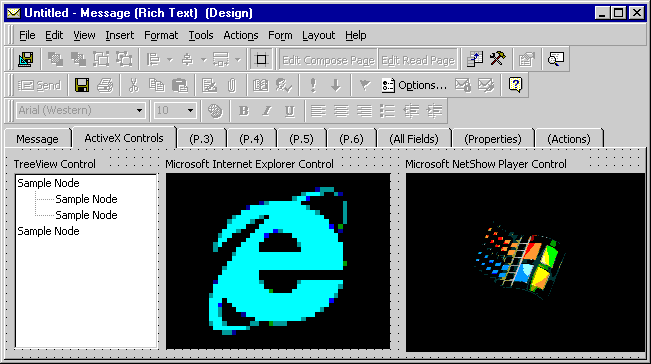 Untitled - Message (Rich Text)  (Design)
File Edit View Insert Format Tools Actions Form Layout Help
Edit Compose Page Edit Read Page
Send Options...
Arial (Western) 10 B I U
Message ActiveX Controls (P.3) (P.4) (P.5) (P.6) (All Fields) (Properties) (Actions)
TreeView Control Microsoft Internet Explorer Control Microsoft NetShow Player Control
Sample Node
Sample Node
Sample Node
Sample Node